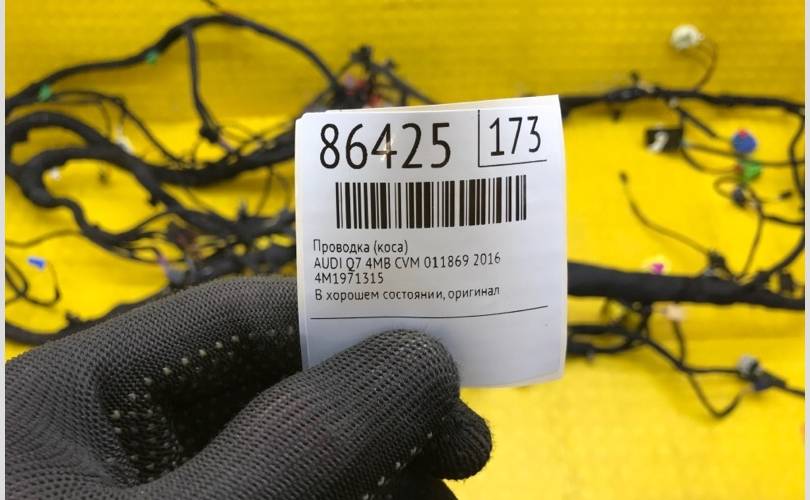 86425 173
Проводка (коса)
AUDI Q7 4MB CVM 011869 2016
4M1971315
В хорошем состоянии, оригинал